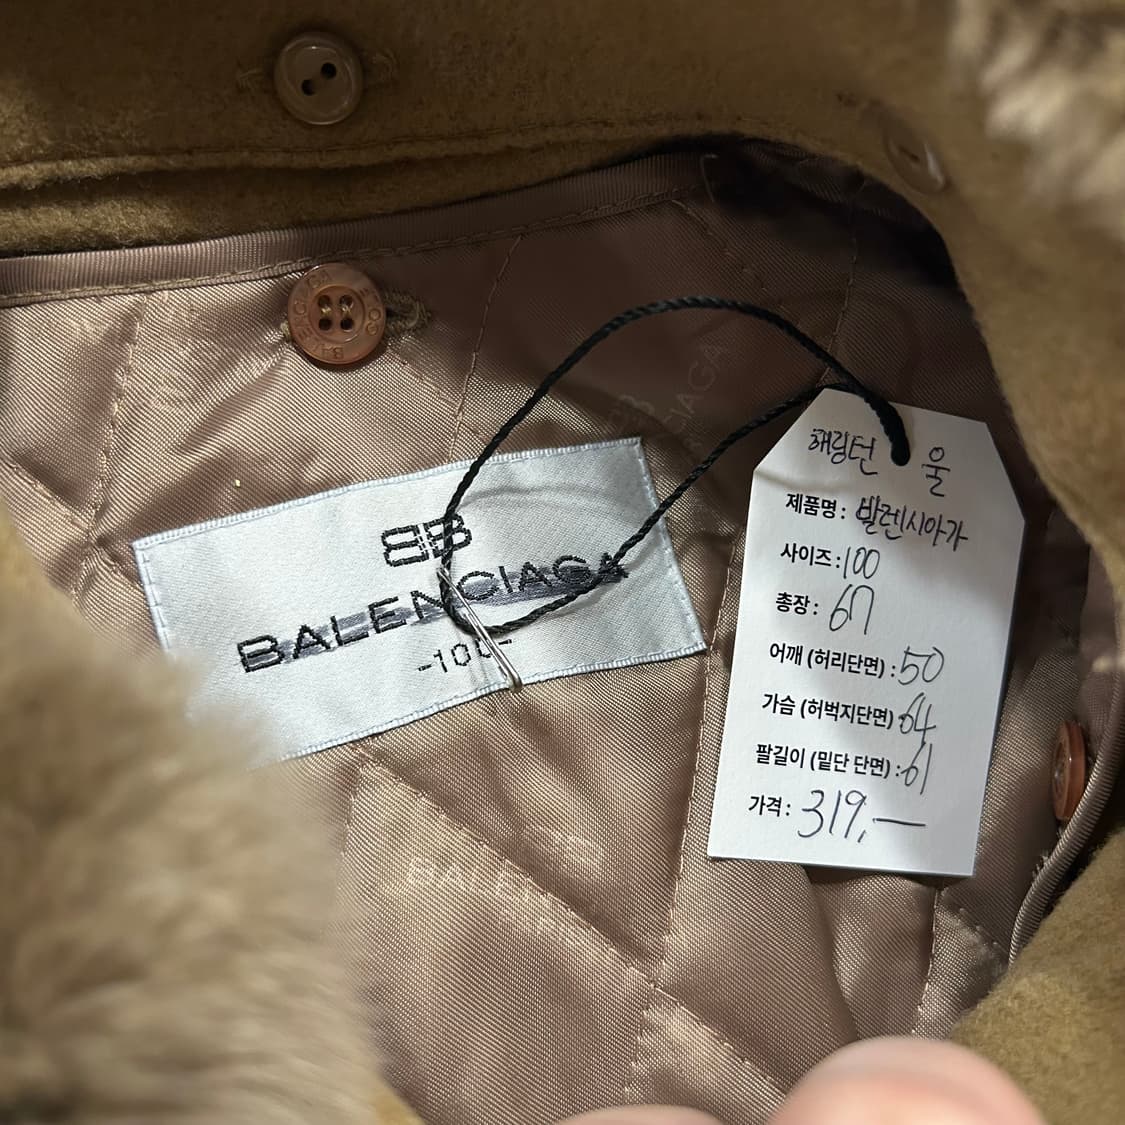 BB
BALENCIAGA
-100-
해링턴 울
제품명: 발렌시아가
사이즈: 100
총장: 67
어깨 (허리단면) : 50
가슴 (허벅지단면) : 64
팔길이 (밑단 단면) : 61
가격: 319,—